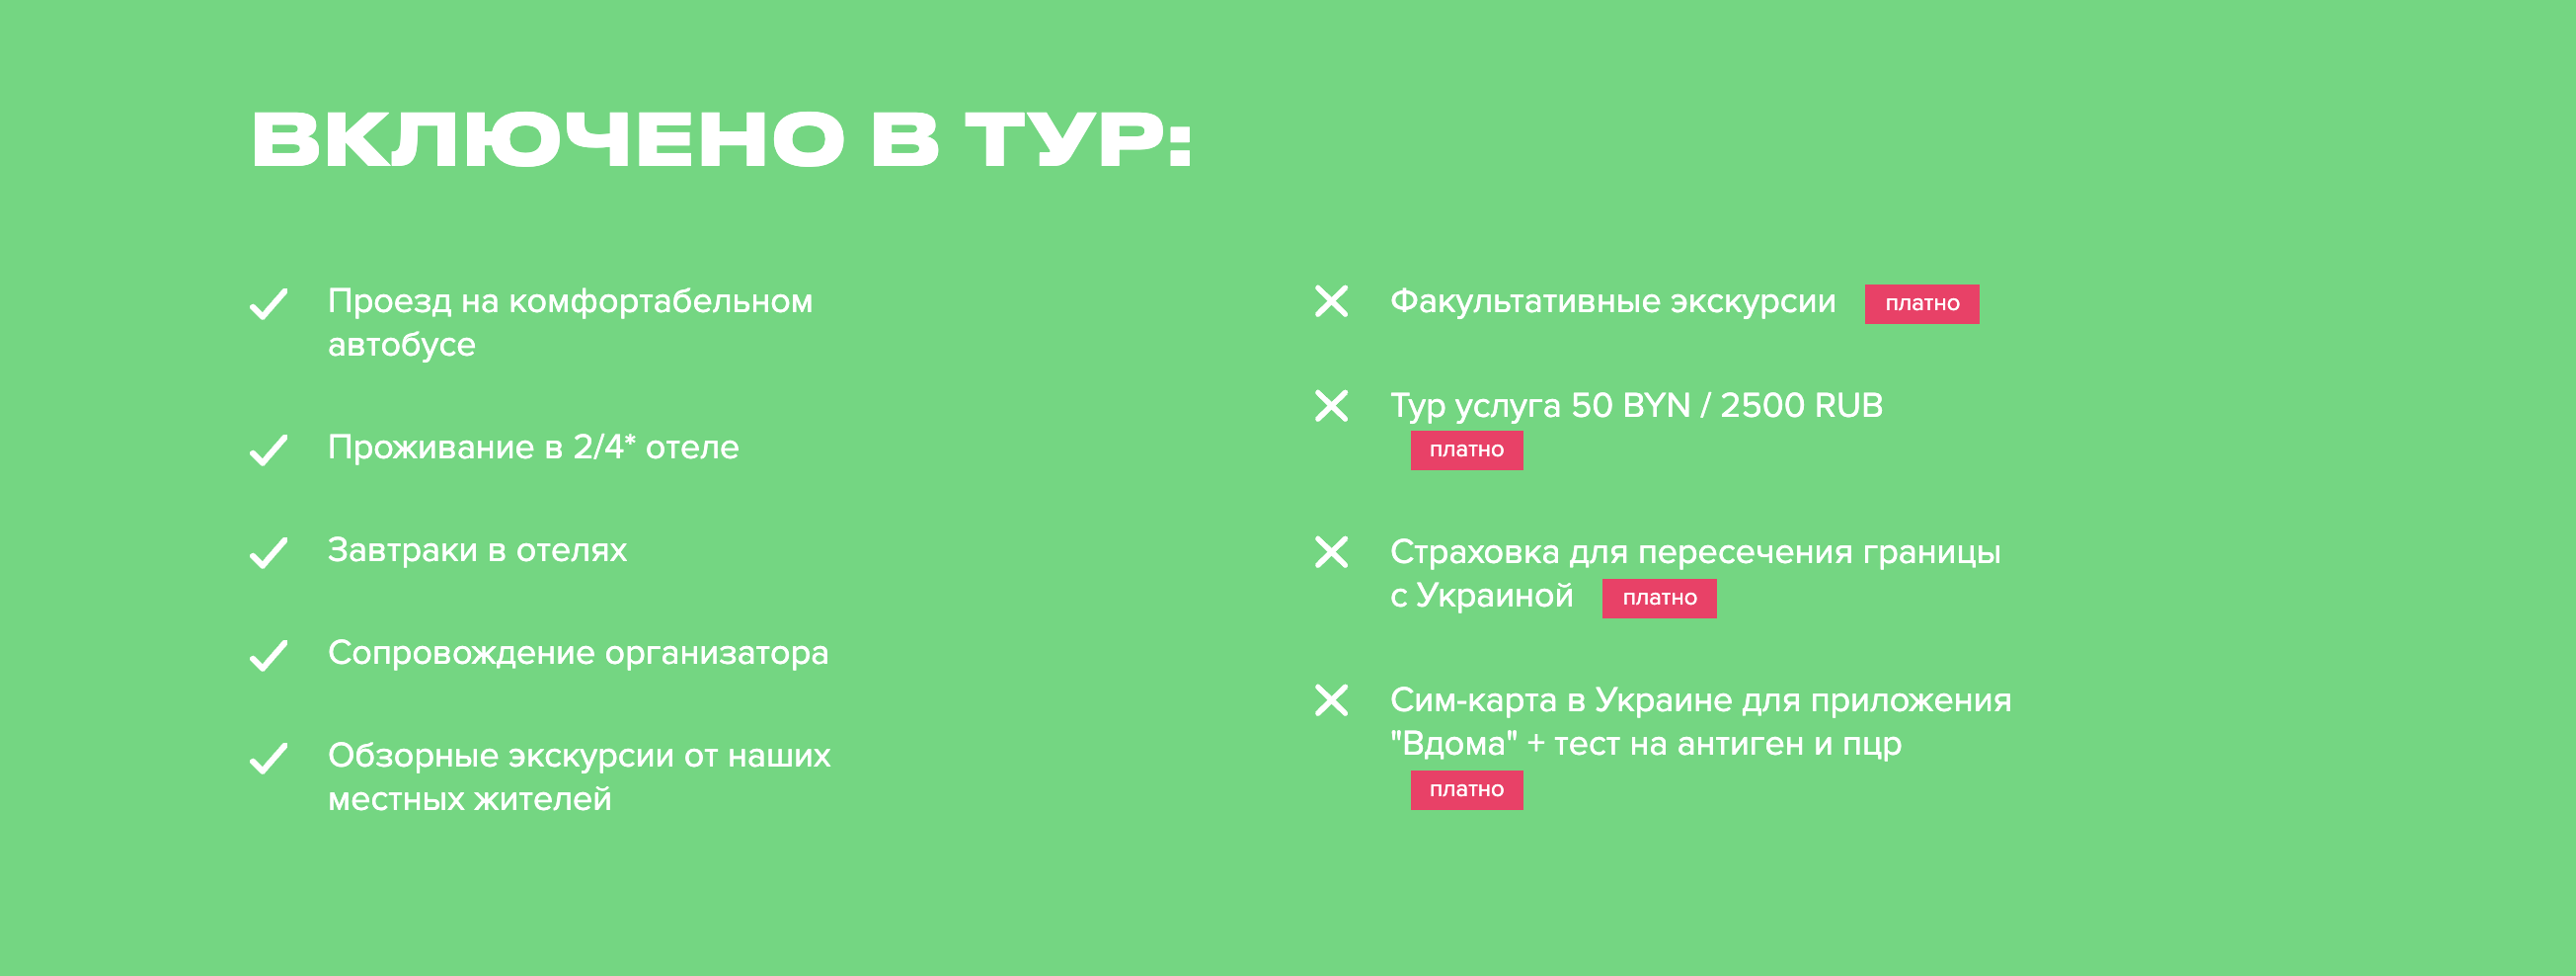 ВКЛЮЧЕНО В ТУР:
Проезд на комфортабельном
автобусе
Проживание в 2/4* отеле
Завтраки в отелях
Сопровождение организатора
Обзорные экскурсии от наших
местных жителей
Факультативные экскурсии платно
Тур услуга 50 BYN / 2500 RUB
платно
Страховка для пересечения границы
с Украиной платно
Сим-карта в Украине для приложения
"Вдома" + тест на антиген и пцр
платно